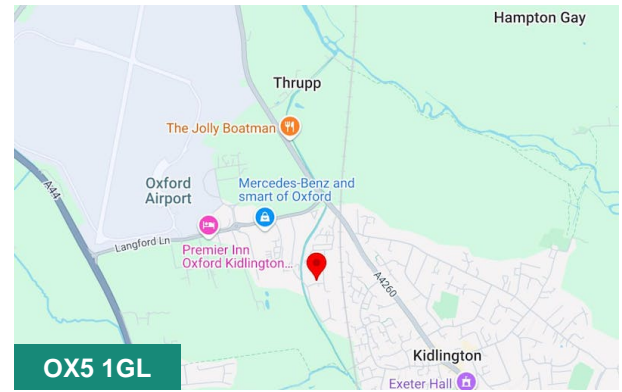 Hampton Gay
Thrupp
The Jolly Boatman
A44
Oxford
Airport
Mercedes-Benz and
smart of Oxford
Langford Ln
Premier Inn
Oxford Kidlington...
A4260
Kidlington
Exeter Hall
OX5 1GL